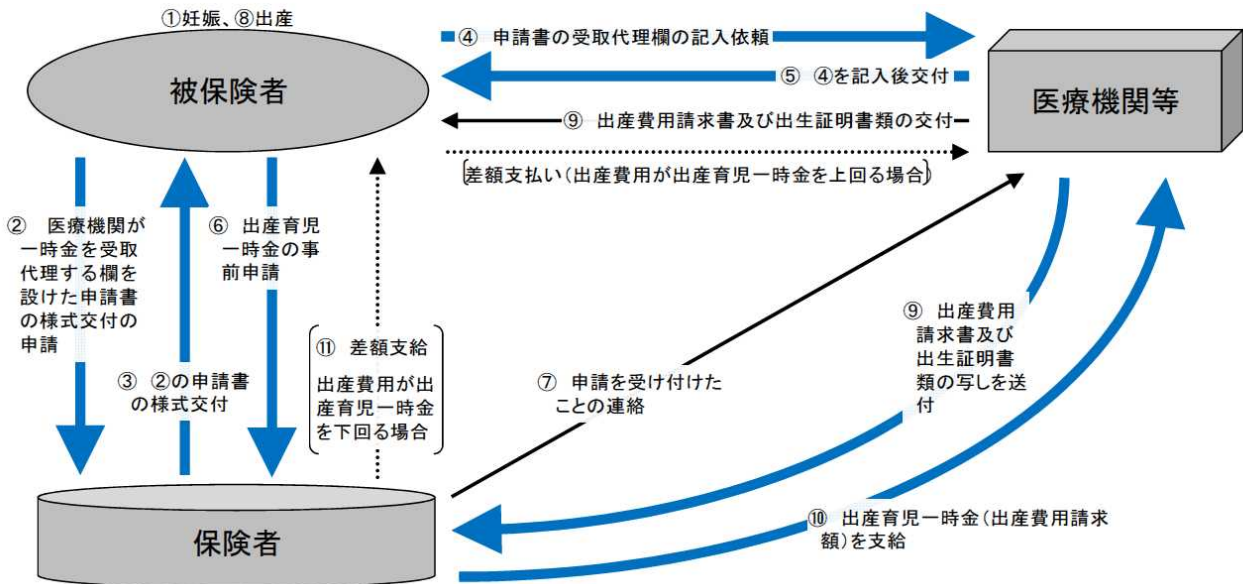 ①妊娠、⑧出産
被保険者
④ 申請書の受取代理欄の記入依頼
⑤ ④を記入後交付
⑨ 出産費用請求書及び出生証明書類の交付
差額支払い(出産費用が出産育児一時金を上回る場合)
医療機関等
② 医療機関が
一時金を受取
代理する欄を
設けた申請書
の様式交付の
申請
③ ②の申請書
の様式交付
⑥ 出産育児
一時金の事
前申請
⑪ 差額支給
出産費用が出
産育児一時金
を下回る場合
⑦ 申請を受け付けた
ことの連絡
⑨ 出産費用
請求書及び
出生証明書
類の写しを送
付
⑩ 出産育児一時金(出産費用請求
額)を支給
保険者